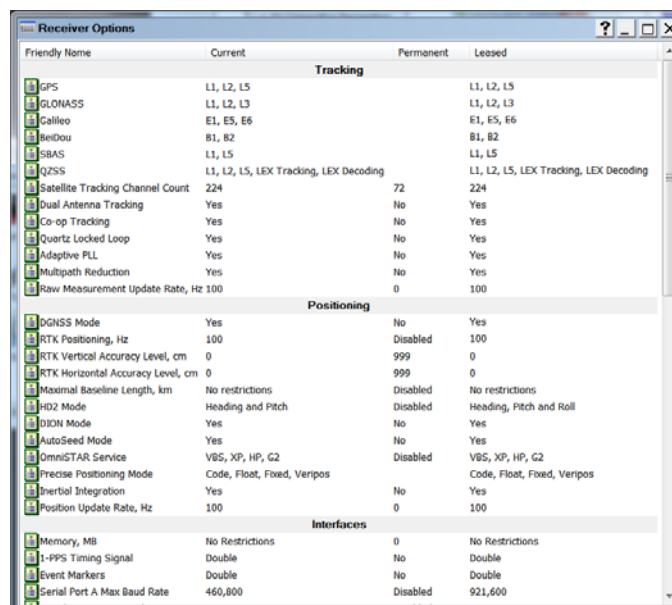 Receiver Options
Friendly Name Current Permanent Leased
Tracking
GPS L1, L2, L5 L1, L2, L5
GLONASS L1, L2, L3 L1, L2, L3
Galileo E1, E5, E6 E1, E5, E6
BeiDou B1, B2 B1, B2
SBAS L1, L5 L1, L5
QZSS L1, L2, L5, LEX Tracking, LEX Decoding L1, L2, L5, LEX Tracking, LEX Decoding
Satellite Tracking Channel Count 224 72 224
Dual Antenna Tracking Yes No Yes
Co-op Tracking Yes No Yes
Quartz Locked Loop Yes No Yes
Adaptive PLL Yes No Yes
Multipath Reduction Yes No Yes
Raw Measurement Update Rate, Hz 100 0 100
Positioning
DGNSS Mode Yes No Yes
RTK Positioning, Hz 100 Disabled 100
RTK Vertical Accuracy Level, cm 0 999 0
RTK Horizontal Accuracy Level, cm 0 999 0
Maximal Baseline Length, km No restrictions Disabled No restrictions
HD2 Mode Heading and Pitch Disabled Heading, Pitch and Roll
DION Mode Yes No Yes
AutoSeed Mode Yes No Yes
OmniSTAR Service VBS, XP, HP, G2 Disabled VBS, XP, HP, G2
Precise Positioning Mode Code, Float, Fixed, Veripos Code, Float, Fixed, Veripos
Inertial Integration Yes No Yes
Position Update Rate, Hz 100 0 100
Interfaces
Memory, MB No Restrictions 0 No Restrictions
1-PPS Timing Signal Double No Double
Event Markers Double No Double
Serial Port A Max Baud Rate 460,800 Disabled 921,600